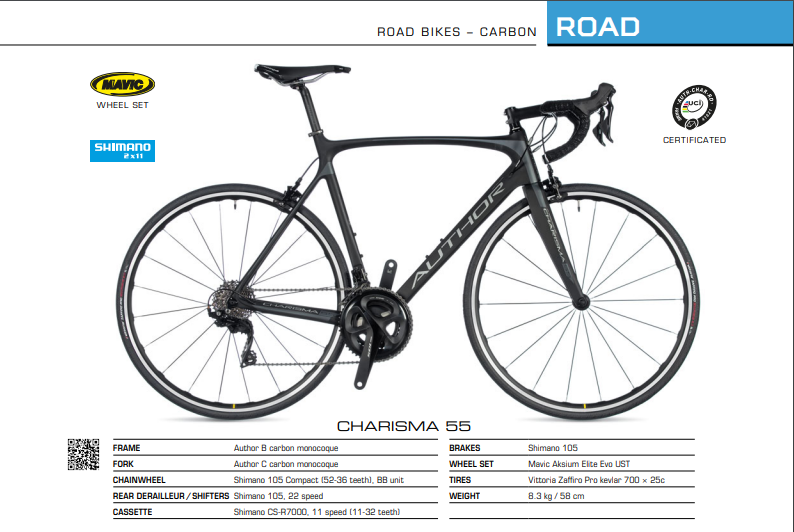 ROAD BIKES – CARBON
ROAD
MAVIC
WHEEL SET
SHIMANO
2x11
UCI
CERTIFICATED
AUTHOR
CHARISMA 55
CHARISMA
CHARISMA 55
FRAME Author B carbon monocoque
FORK Author C carbon monocoque
CHAINWHEEL Shimano 105 Compact (52-36 teeth), BB unit
REAR DERAILLEUR / SHIFTERS Shimano 105, 22 speed
CASSETTE Shimano CS-R7000, 11 speed (11-32 teeth)
BRAKES Shimano 105
WHEEL SET Mavic Aksium Elite Evo UST
TIRES Vittoria Zaffiro Pro kevlar 700 × 25c
WEIGHT 8.3 kg / 58 cm